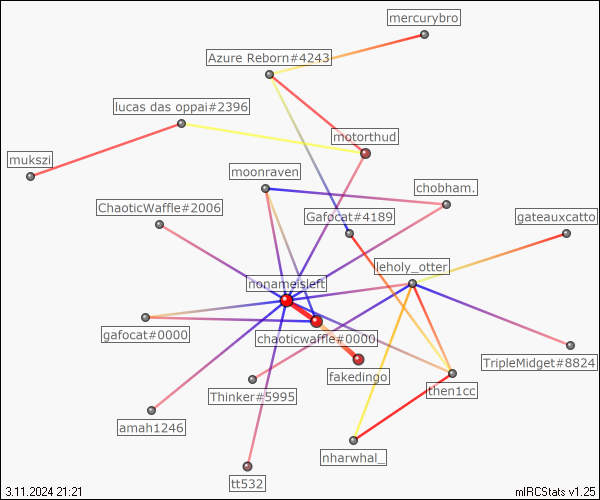 mercurybro
Azure Reborn#4243
lucas das oppai#2396
motorthud
mukszi
moonraven
chobham.
ChaoticWaffle#2006
Gafocat#4189
gateauxcatto
leholy_otter
nonameisleft
gafocat#0000
chaoticwaffle#0000
TripleMidget#8824
fakedingo
then1cc
Thinker#5995
amah1246
nharwhal_
tt532
3.11.2024 21:21
mIRCStats v1.25